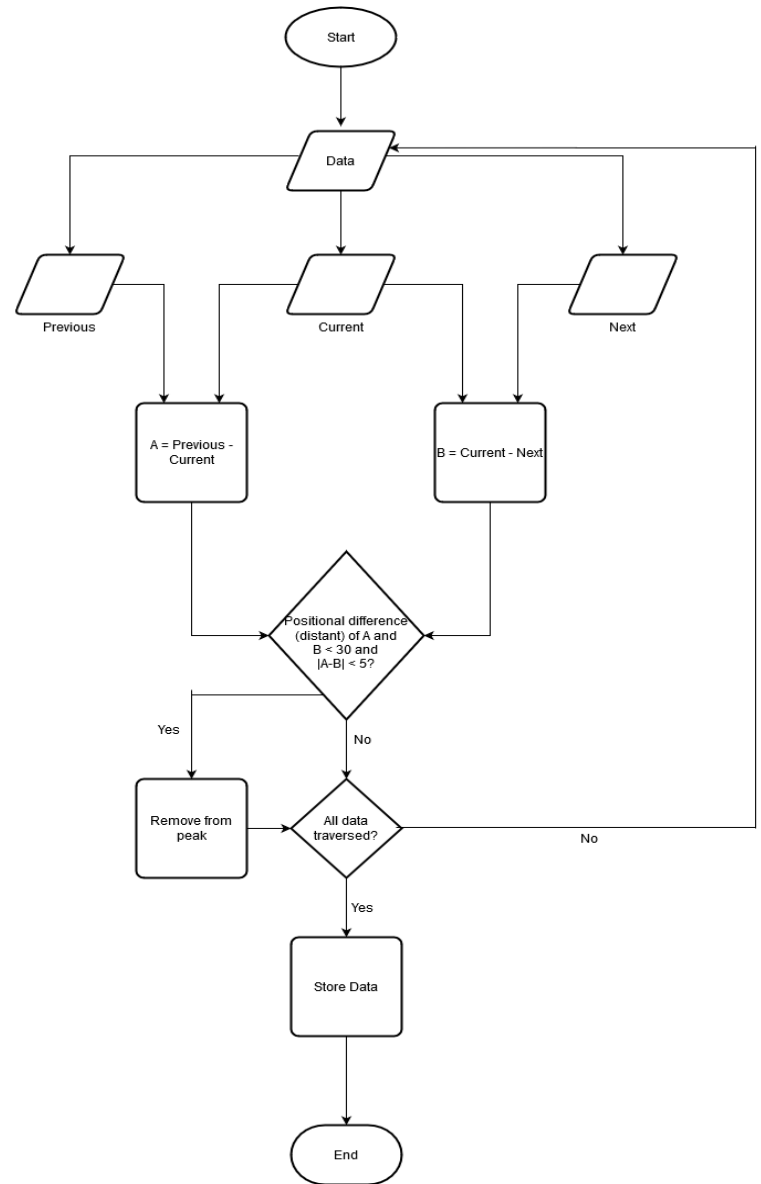 Start
Data
Previous
Current
Next
A = Previous -
Current
B = Current - Next
Positional difference
(distant) of A and
B < 30 and
|A-B| < 5?
Yes
No
Remove from
peak
All data
traversed?
No
Yes
Store Data
End